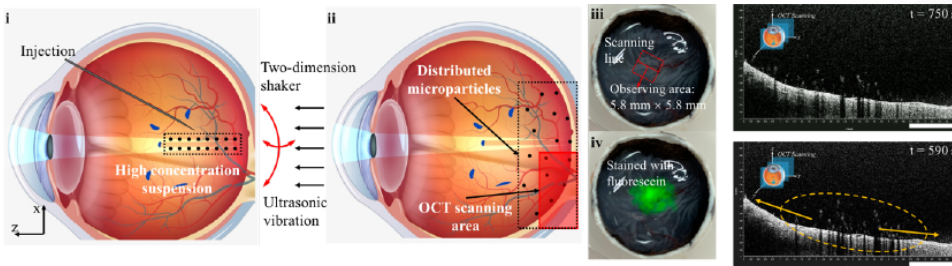 i
Injection
High concentration
suspension
x
z
Two-dimension
shaker
Ultrasonic
vibration
ii
Distributed
microparticles
OCT scanning
area
iii
Scanning
line
Observing area:
5.8 mm × 5.8 mm
iv
Stained with
fluorescein
OCT Scanning
t = 750
OCT Scanning
t = 590